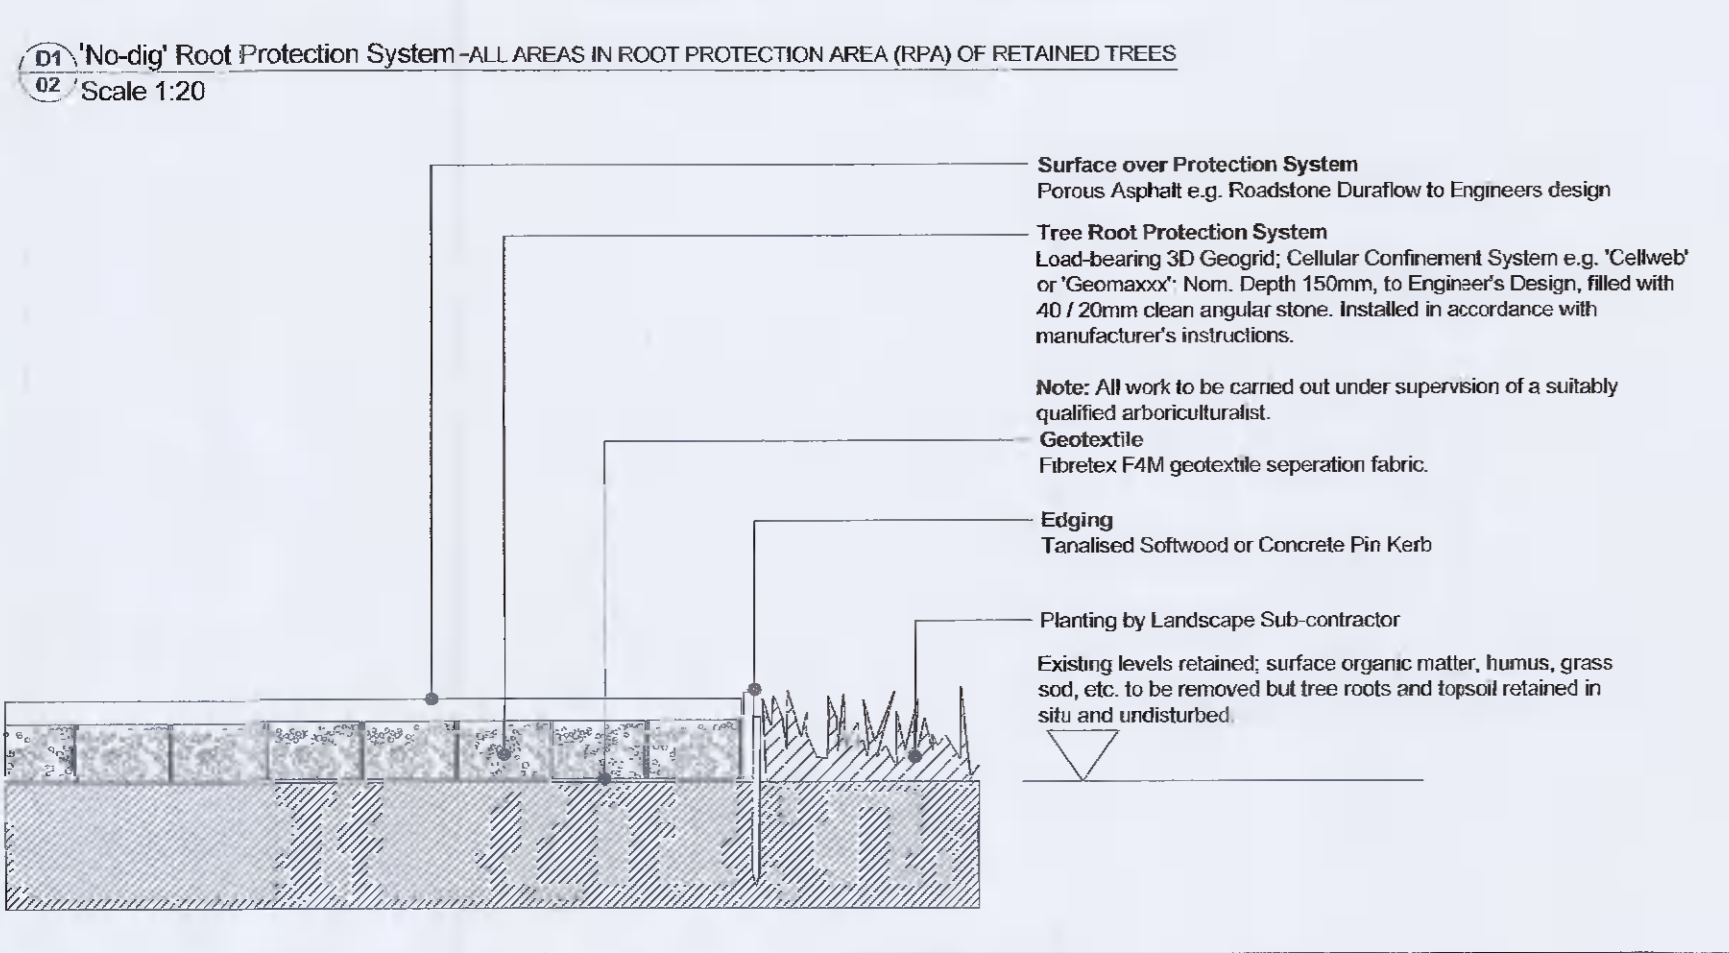 D1 'No-dig' Root Protection System -ALL AREAS IN ROOT PROTECTION AREA (RPA) OF RETAINED TREES
02 Scale 1:20
Surface over Protection System
Porous Asphalt e.g. Roadstone Duraflow to Engineers design
Tree Root Protection System
Load-bearing 3D Geogrid; Cellular Confinement System e.g. 'Cellweb'
or 'Geomaxxx'; Nom. Depth 150mm, to Engineer's Design, filled with
40 / 20mm clean angular stone. Installed in accordance with
manufacturer's instructions.
Note: All work to be carried out under supervision of a suitably
qualified arboriculturalist.
Geotextile
Fibretex F4M geotextile seperation fabric.
Edging
Tanalised Softwood or Concrete Pin Kerb
Planting by Landscape Sub-contractor
Existing levels retained; surface organic matter, humus, grass
sod, etc. to be removed but tree roots and topsoil retained in
situ and undisturbed.